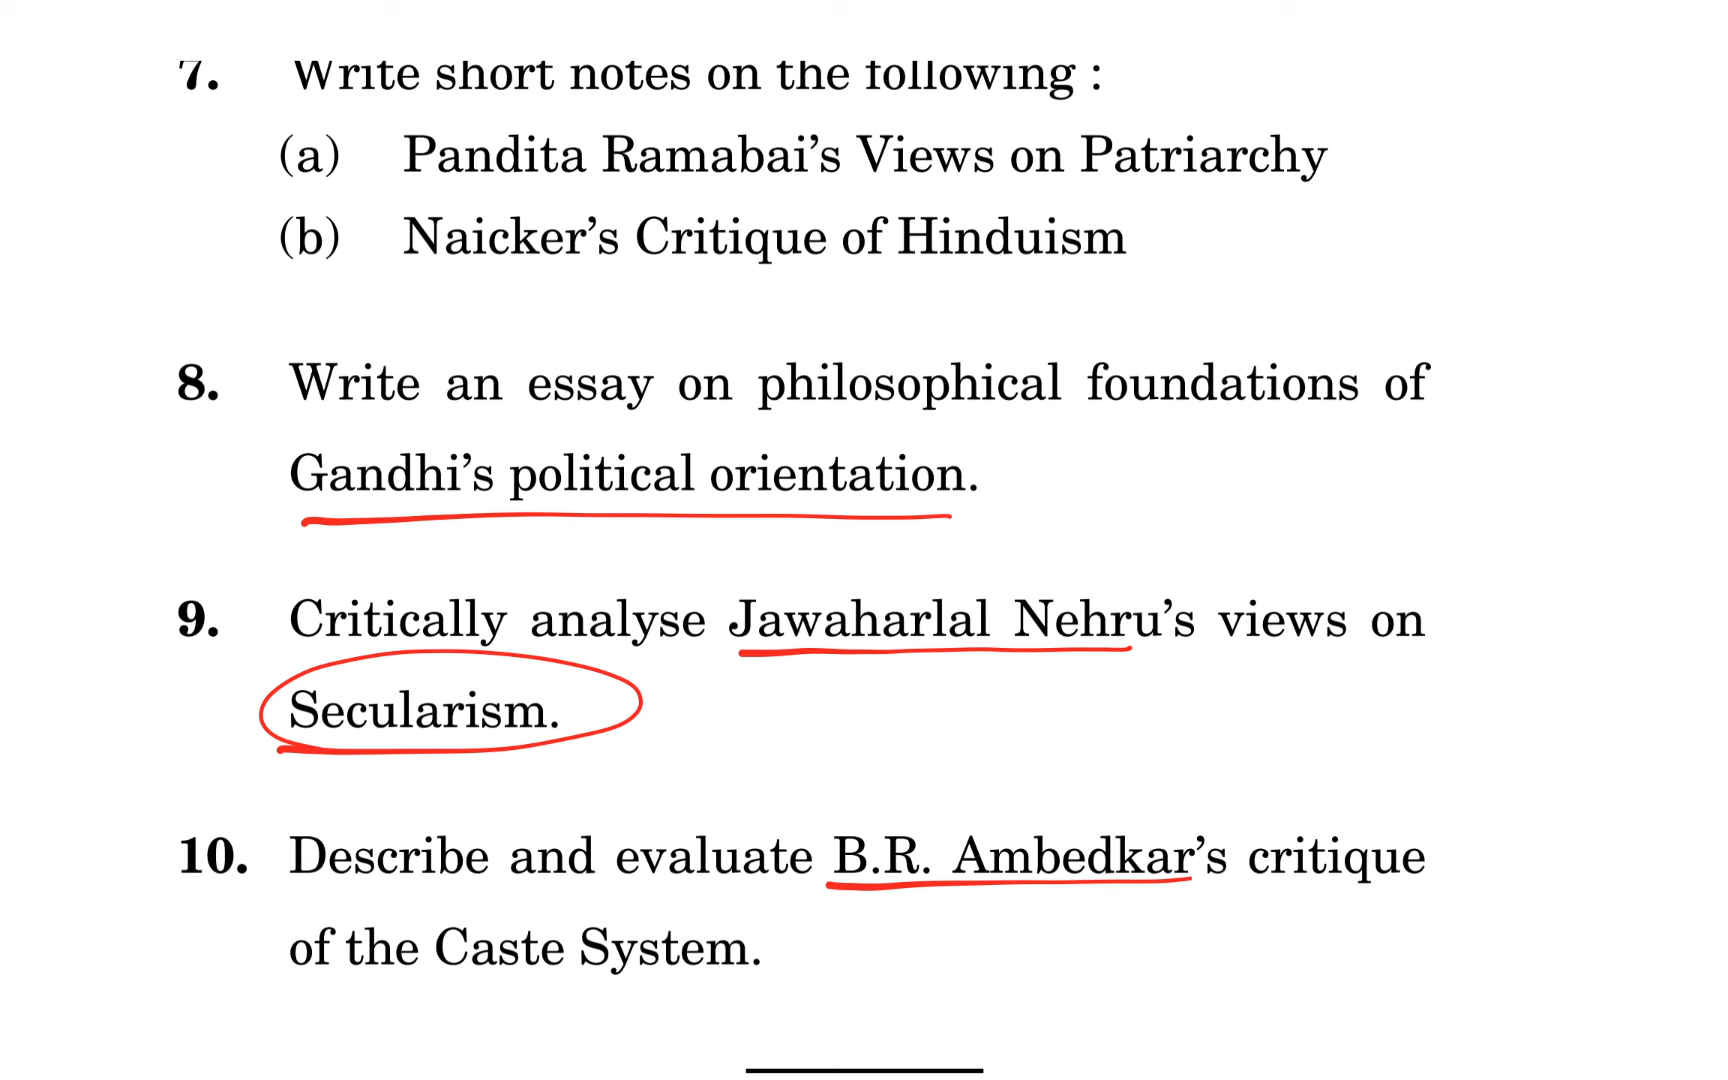 7. Write short notes on the following :
(a) Pandita Ramabai’s Views on Patriarchy
(b) Naicker’s Critique of Hinduism
8. Write an essay on philosophical foundations of
Gandhi’s political orientation.
9. Critically analyse Jawaharlal Nehru’s views on
Secularism.
10. Describe and evaluate B.R. Ambedkar’s critique
of the Caste System.